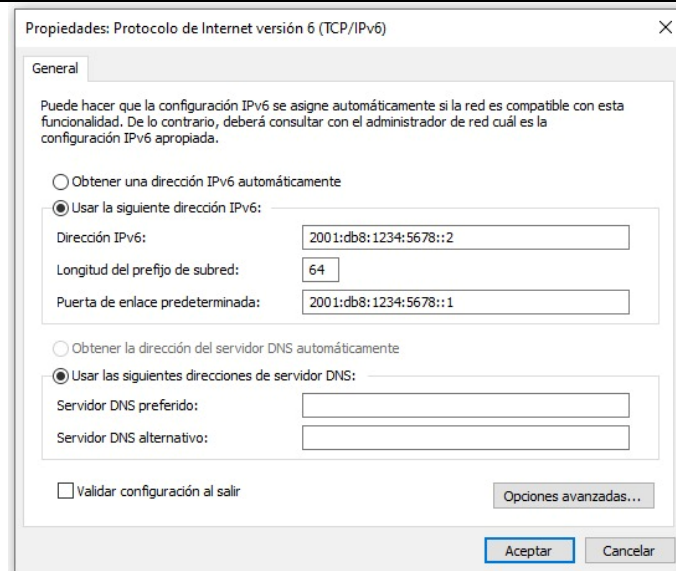 Propiedades: Protocolo de Internet versión 6 (TCP/IPv6)
General
Puede hacer que la configuración IPv6 se asigne automáticamente si la red es compatible con esta
funcionalidad. De lo contrario, deberá consultar con el administrador de red cuál es la
configuración IPv6 apropiada.
Obtener una dirección IPv6 automáticamente
Usar la siguiente dirección IPv6:
Dirección IPv6: 2001:db8:1234:5678::2
Longitud del prefijo de subred: 64
Puerta de enlace predeterminada: 2001:db8:1234:5678::1
Obtener la dirección del servidor DNS automáticamente
Usar las siguientes direcciones de servidor DNS:
Servidor DNS preferido:
Servidor DNS alternativo:
Validar configuración al salir
Opciones avanzadas...
Aceptar Cancelar